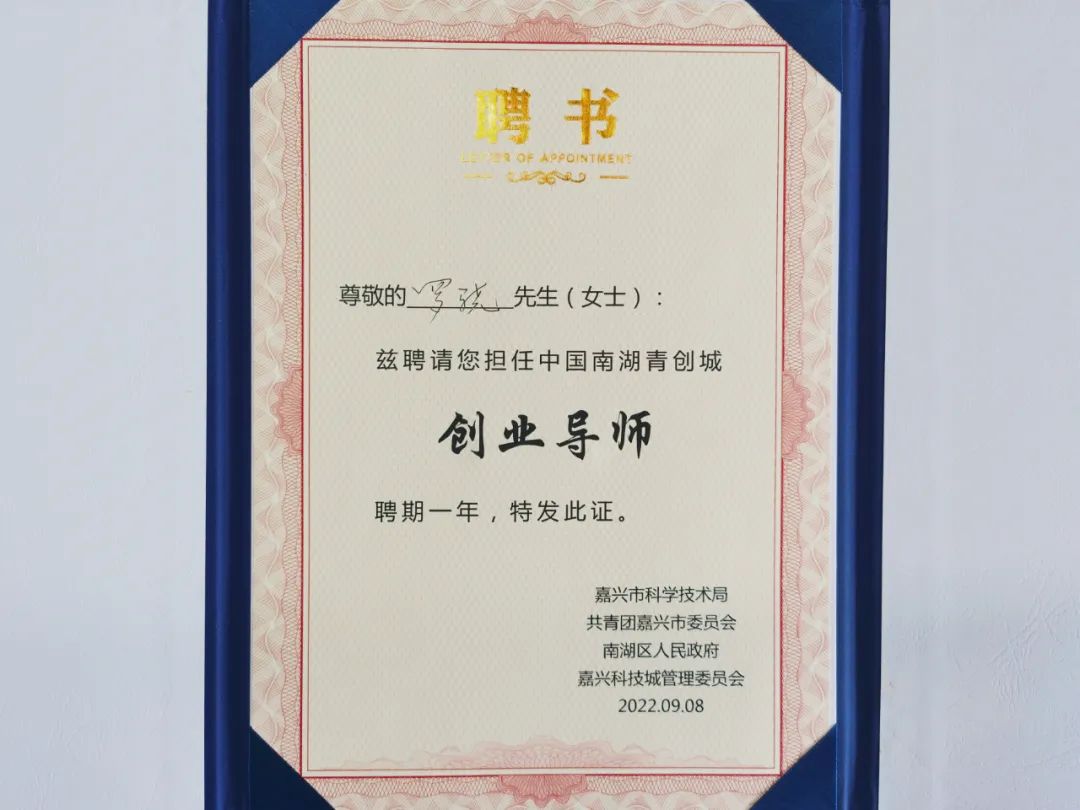 聘书
LETTER OF APPOINTMENT
尊敬的罗晓先生（女士）：
兹聘请您担任中国南湖青创城
创业导师
聘期一年，特发此证。
嘉兴市科学技术局
共青团嘉兴市委员会
南湖区人民政府
嘉兴科技城管理委员会
2022.09.08